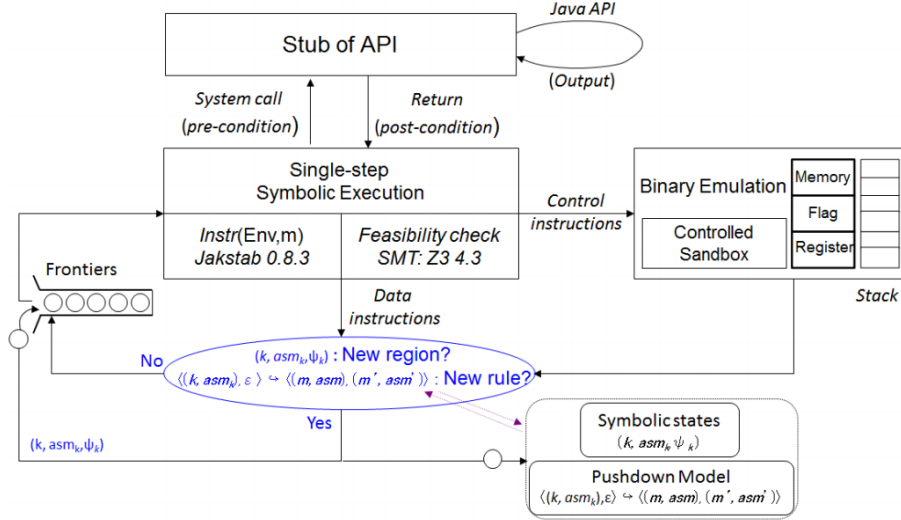 Java API
Stub of API
(Output)
System call
(pre-condition)
Return
(post-condition)
Single-step
Symbolic Execution
Instr(Env,m)
Jakstab 0.8.3
Feasibility check
SMT: Z3 4.3
Control
instructions
Binary Emulation
Controlled
Sandbox
Memory
Flag
Register
Stack
Frontiers
Data
instructions
No
(k, asmₖ,ψₖ) : New region?
⟨(k, asmₖ), ε ⟩ ↪ ⟨(m, asm), (m', asm')⟩ : New rule?
Yes
(k, asmₖ,ψₖ)
Symbolic states
(k, asmₖ, ψₖ)
Pushdown Model
⟨(k, asmₖ),ε⟩ ↪ ⟨(m, asm), (m', asm')⟩